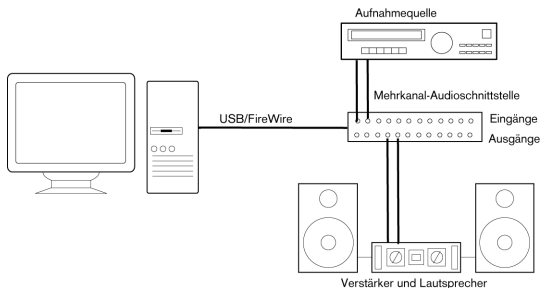 Aufnahmequelle
Mehrkanal-Audioschnittstelle
USB/FireWire
Eingänge
Ausgänge
Verstärker und Lautsprecher